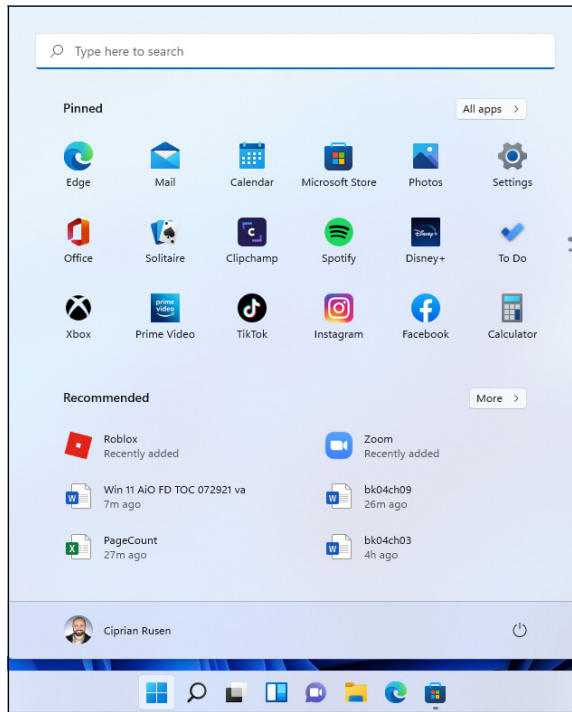 Type here to search
Pinned
All apps >
Edge
Mail
Calendar
Microsoft Store
Photos
Settings
Office
Solitaire
Clipchamp
Spotify
Disney+
To Do
prime
video
Xbox
Prime Video
TikTok
Instagram
Facebook
Calculator
Recommended
More >
Roblox
Recently added
Zoom
Recently added
Win 11 AiO FD TOC 072921 va
7m ago
bk04ch09
26m ago
PageCount
27m ago
bk04ch03
4h ago
Ciprian Rusen